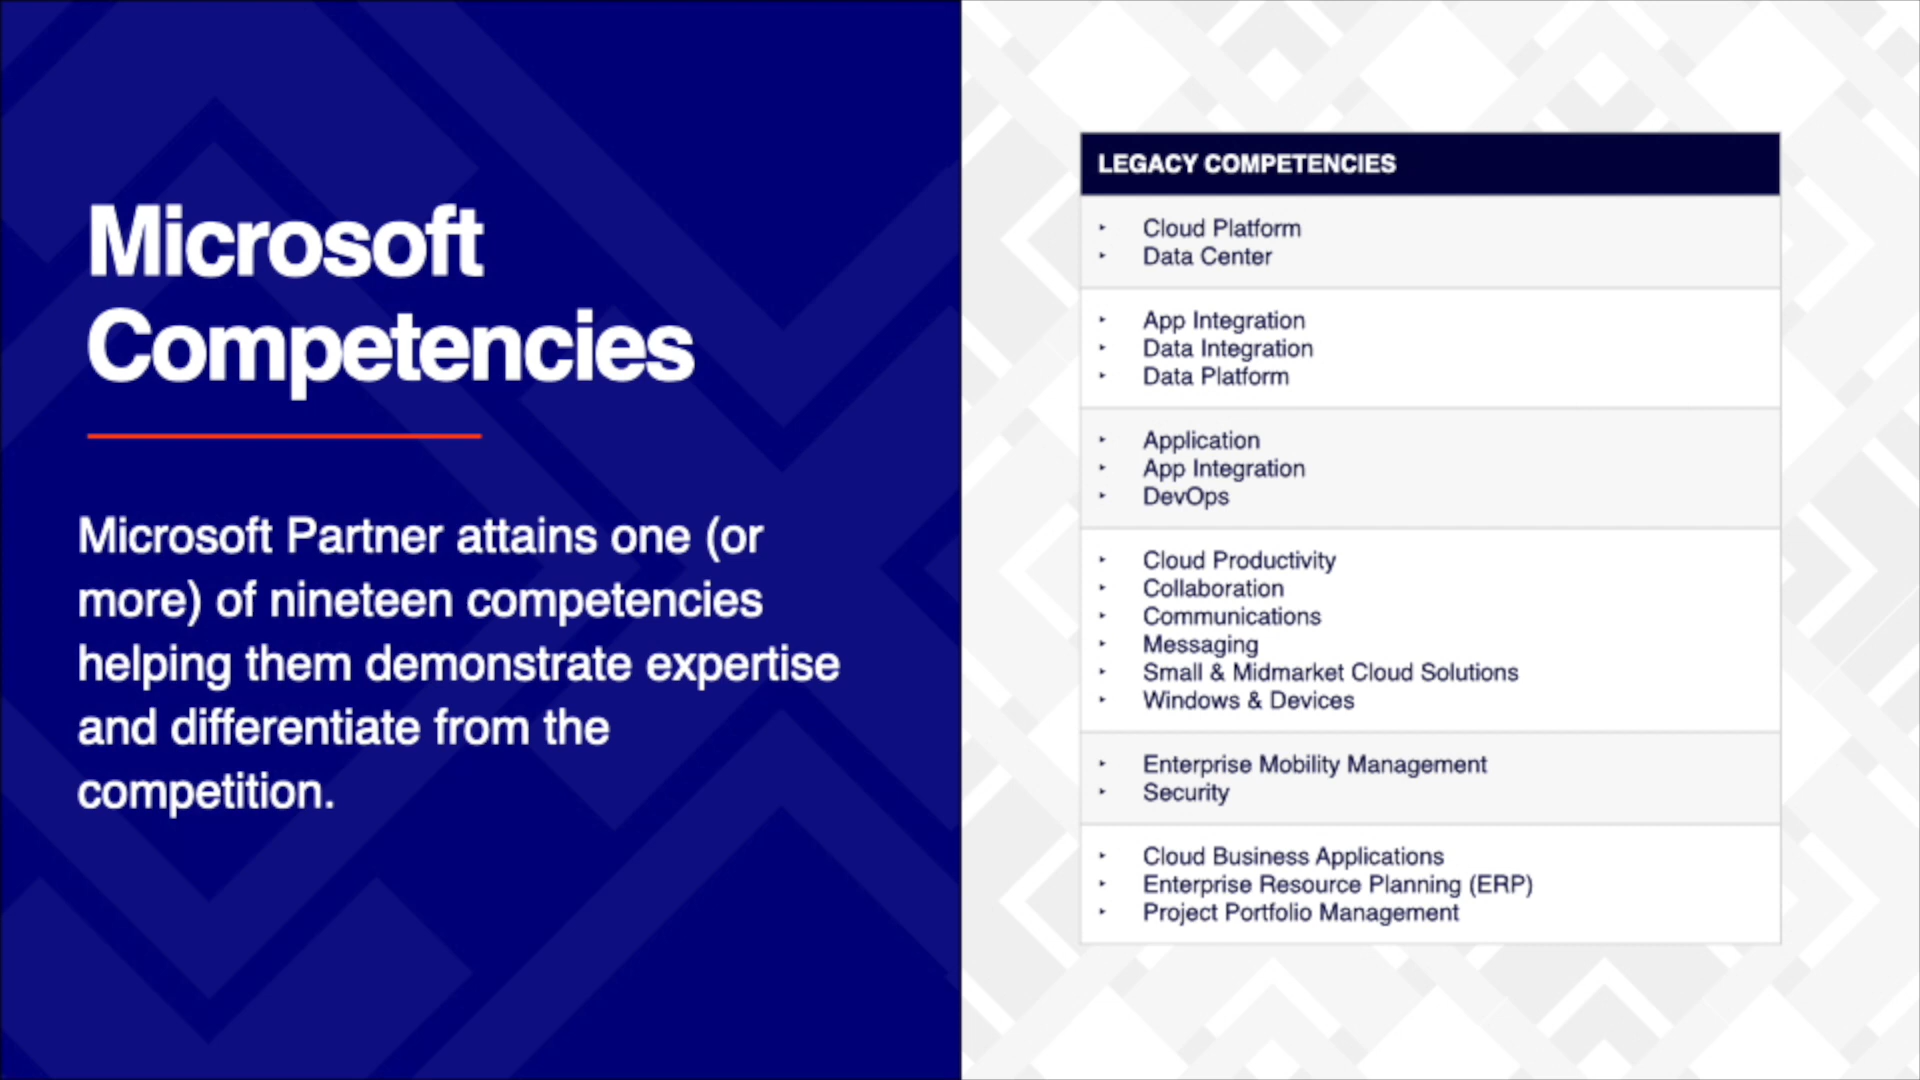 Microsoft
Competencies
Microsoft Partner attains one (or
more) of nineteen competencies
helping them demonstrate expertise
and differentiate from the
competition.
LEGACY COMPETENCIES
‣ Cloud Platform
‣ Data Center
‣ App Integration
‣ Data Integration
‣ Data Platform
‣ Application
‣ App Integration
‣ DevOps
‣ Cloud Productivity
‣ Collaboration
‣ Communications
‣ Messaging
‣ Small & Midmarket Cloud Solutions
‣ Windows & Devices
‣ Enterprise Mobility Management
‣ Security
‣ Cloud Business Applications
‣ Enterprise Resource Planning (ERP)
‣ Project Portfolio Management